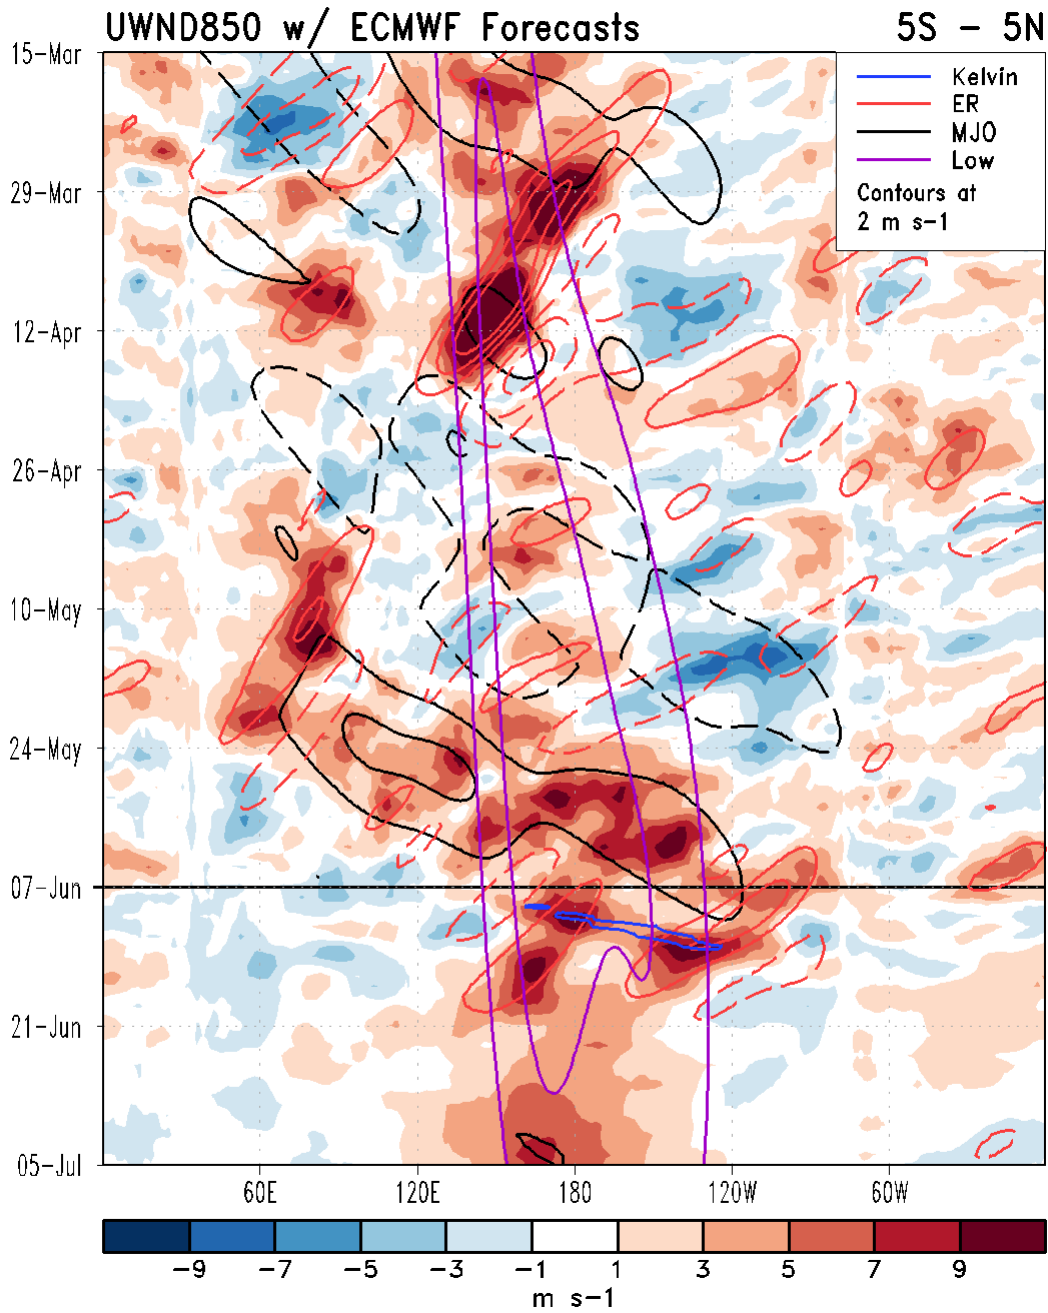 UWND850 w/ ECMWF Forecasts 5S - 5N
Kelvin
ER
MJO
Low
Contours at
2 m s-1
15-Mar
29-Mar
12-Apr
26-Apr
10-May
24-May
07-Jun
21-Jun
05-Jul
60E 120E 180 120W 60W
-9 -7 -5 -3 -1 1 3 5 7 9
m s-1